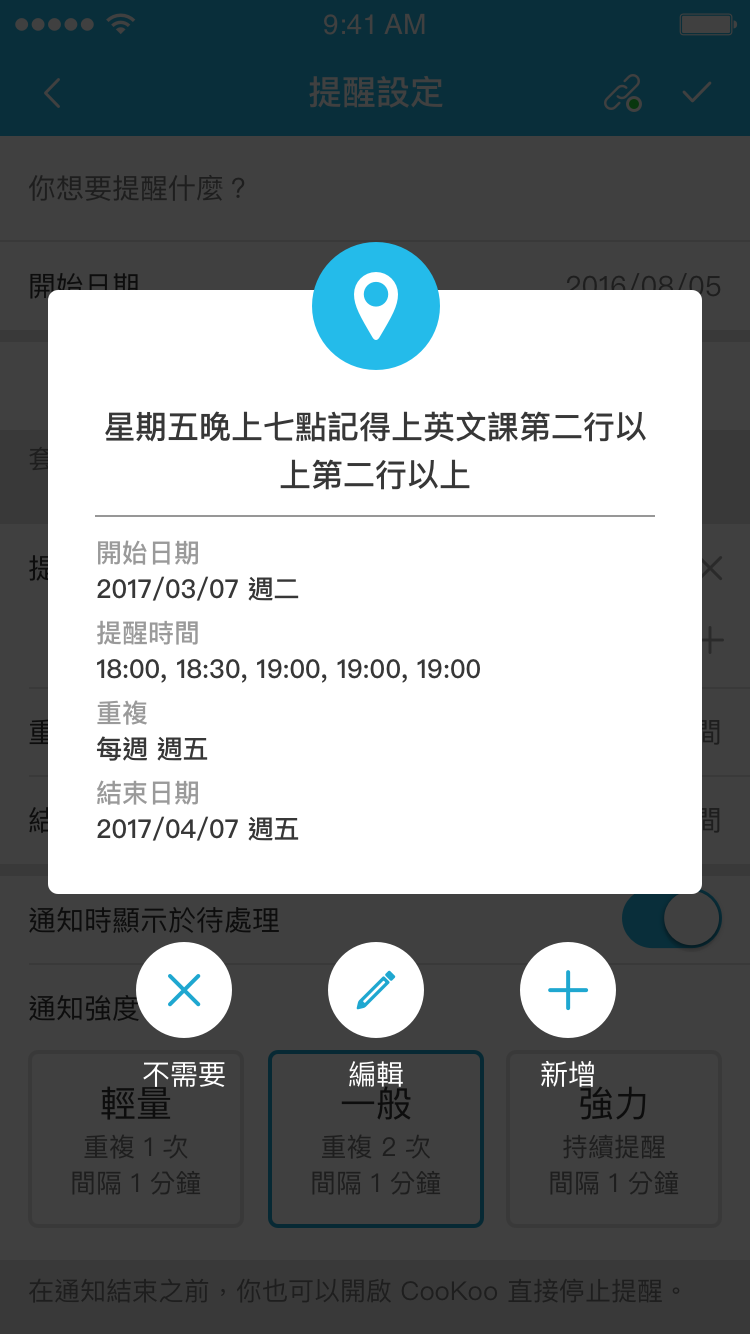 9:41 AM
提醒設定
你想要提醒什麼？
開始日期 2016/08/05
星期五晚上七點記得上英文課第二行以
上第二行以上
開始日期
2017/03/07 週二
提醒時間
18:00, 18:30, 19:00, 19:00, 19:00
重複
每週 週五
結束日期
2017/04/07 週五
套
提
重 間
結 間
通知時顯示於待處理
通知強度
不需要 編輯 新增
輕量 一般 強力
重複 1 次 重複 2 次 持續提醒
間隔 1 分鐘 間隔 1 分鐘 間隔 1 分鐘
在通知結束之前，你也可以開啟 CooKoo 直接停止提醒。